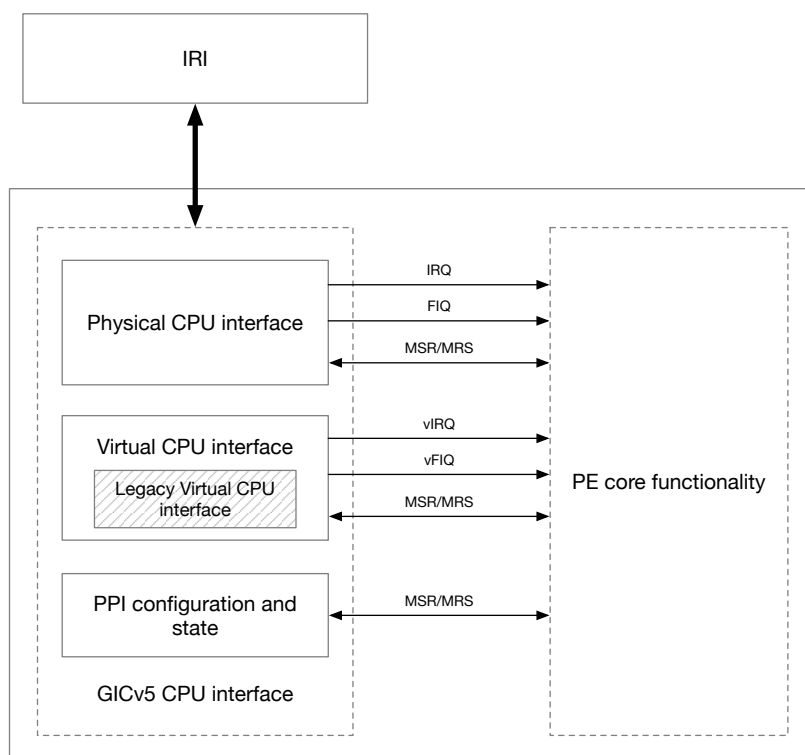 IRI
Physical CPU interface
IRQ
FIQ
MSR/MRS
Virtual CPU interface
Legacy Virtual CPU
interface
vIRQ
vFIQ
MSR/MRS
PE core functionality
PPI configuration and
state
MSR/MRS
GICv5 CPU interface